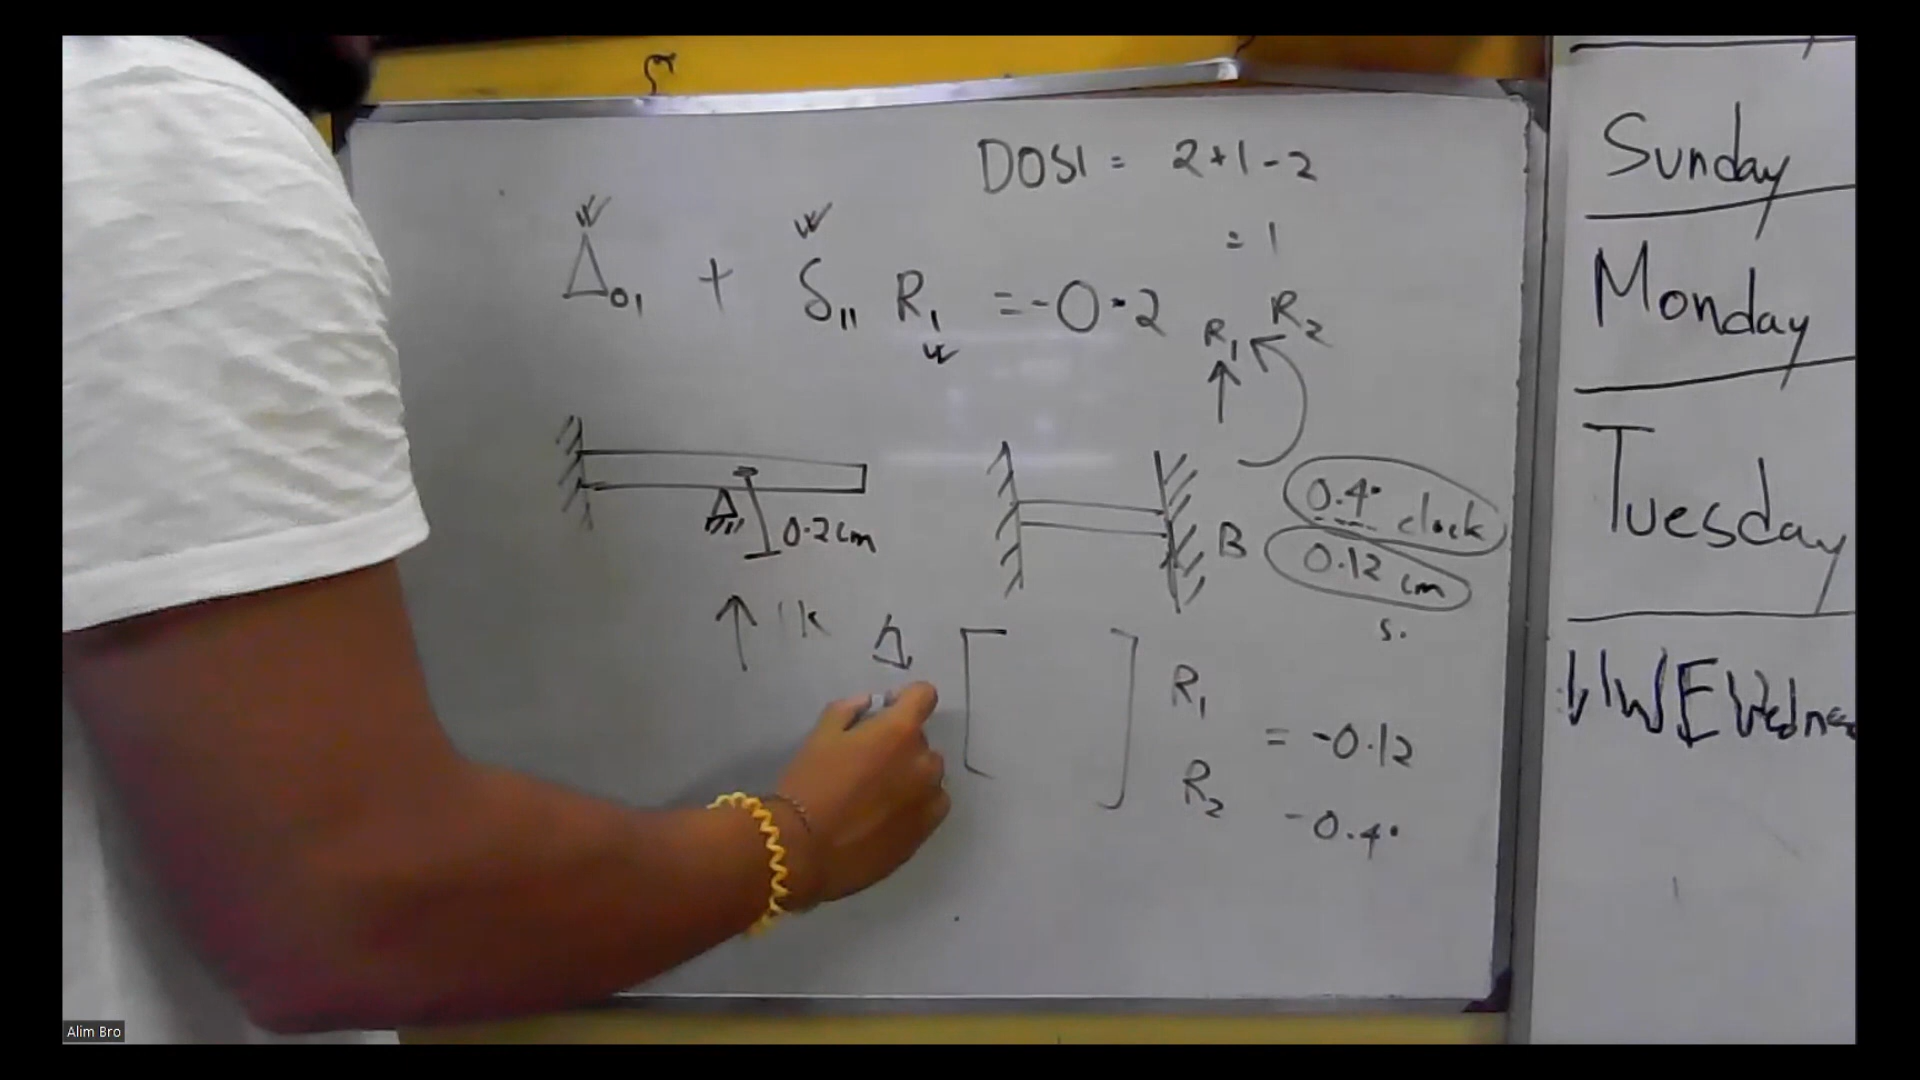 DOSI = 2+1-2
= 1
Δ01 + δ11 R1 = -0.2
R1 R2
0.2cm
B
0.4° clock
0.12 cm
s.
1k
Δ
R1
R2
= -0.12
-0.4°
Sunday
Monday
Tuesday
Alim Bro